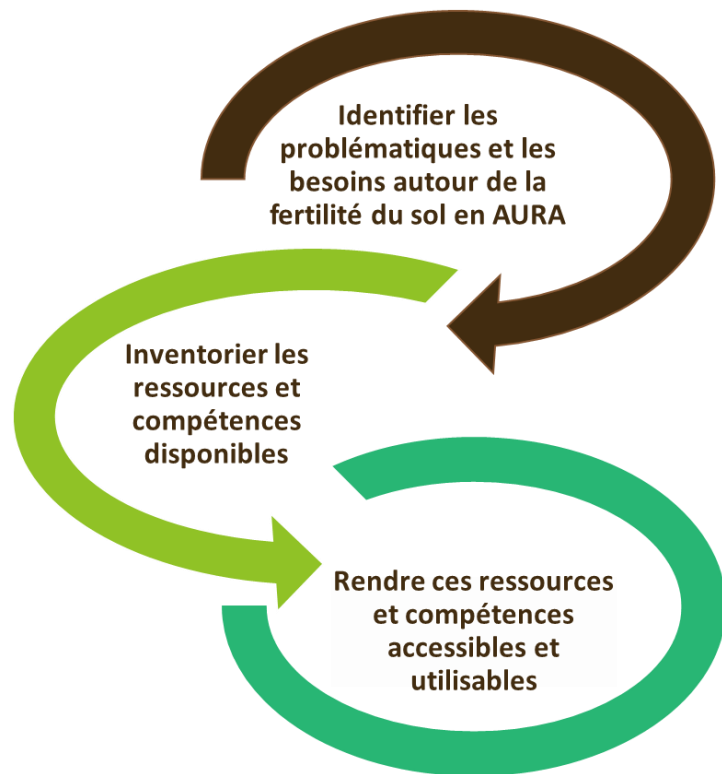 Identifier les
problématiques et les
besoins autour de la
fertilité du sol en AURA
Inventorier les
ressources et
compétences
disponibles
Rendre ces ressources
et compétences
accessibles et
utilisables